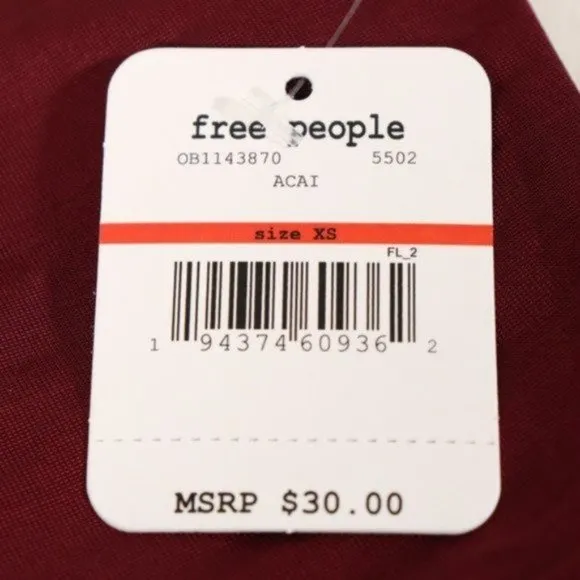 free people
OB1143870 5502
ACAI
size XS
FL_2
1 94374 60936 2
MSRP $30.00